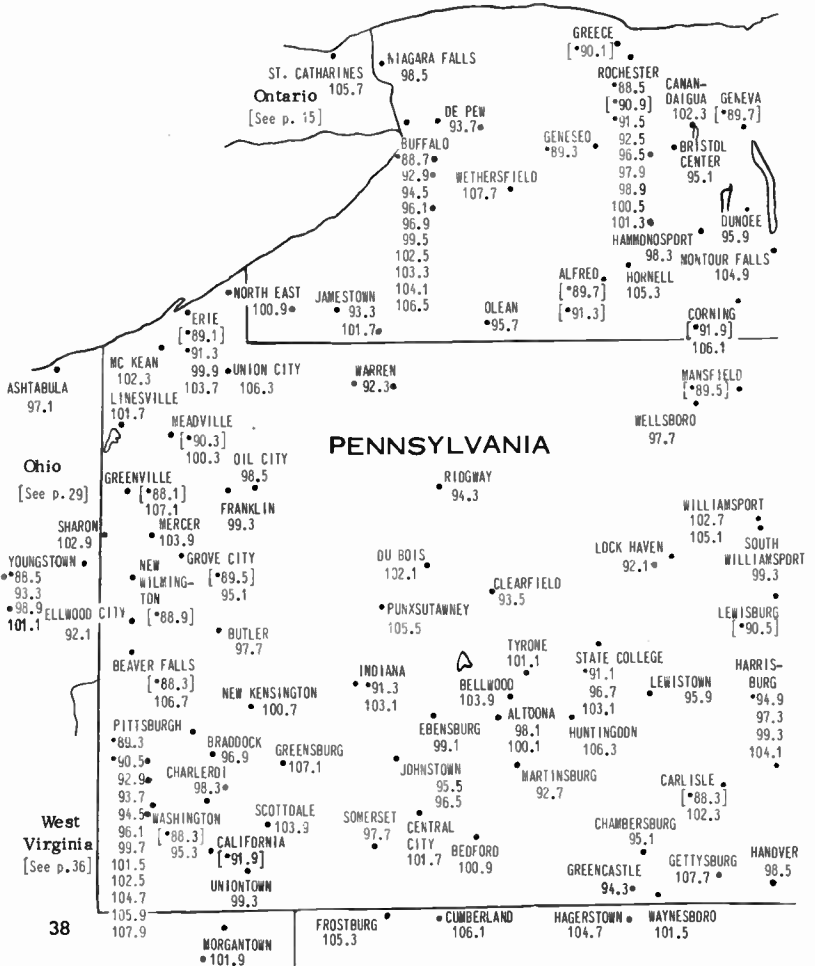 GREECE
[•90.1]
NIAGARA FALLS
98.5
ST. CATHARINES
105.7
Ontario
[See p. 15]
ROCHESTER
•88.5
[•90.9]
•91.5
92.5
96.5•
97.9
98.9
100.5
101.3•
CANAN-
DAIGUA
102.3
GENEVA
[•89.7]
DE PEW
93.7•
BUFFALO
•88.7•
92.9•
94.5
96.1•
96.9
99.5
102.5
103.3
104.1
106.5
GENESEO
•89.3
BRISTOL
CENTER
95.1
WETHERSFIELD
107.7
DUNDEE
95.9
HAMMONOSPORT
98.3
MONTOUR FALLS
104.9
ALFRED
[•89.7]
[•91.3]
HORNELL
105.3
NORTH EAST
100.9•
JAMESTOWN
93.3
101.7•
OLEAN
•95.7
CORNING
[•91.9]
106.1
ERIE
[•89.1]
•91.3
99.9
103.7
MC KEAN
102.3
UNION CITY
106.3
WARREN
•92.3•
MANSFIELD
[•89.5]
ASHTABULA
97.1
LINESVILLE
101.7
WELLSBORO
97.7
MEADVILLE
[•90.3]
100.3
PENNSYLVANIA
Ohio
[See p.29]
OIL CITY
98.5
GREENVILLE
[•88.1]
107.1
FRANKLIN
99.3
RIDGWAY
94.3
WILLIAMSPORT
102.7
105.1
SHARON
102.9
MERCER
103.9
SOUTH
WILLIAMSPORT
99.3
YOUNGSTOWN
•88.5
93.3
•98.9
101.1
NEW
WILMING-
TON
[•88.9]
GROVE CITY
[•89.5]
95.1
DU BOIS
102.1
LOCK HAVEN
92.1•
CLEARFIELD
93.5
ELLWOOD CITY
92.1
PUNXSUTAWNEY
105.5
LEWISBURG
[•90.5]
BUTLER
97.7
BEAVER FALLS
[•88.3]
106.7
TYRONE
101.1
STATE COLLEGE
•91.1
96.7
103.1
INDIANA
•91.3
103.1
BELLWOOD
103.9
LEWISTOWN
95.9
HARRIS-
BURG
•94.9
97.3
99.3
104.1
NEW KENSINGTON
100.7
EBENSBURG
99.1
ALTOONA
98.1
100.1
HUNTINGDON
106.3
PITTSBURGH
•89.3
•90.5•
92.9•
93.7
94.5•
96.1
99.7
101.5
102.5
104.7
105.9
107.9
BRADDOCK
96.9
GREENSBURG
107.1
JOHNSTOWN
95.5
96.5
MARTINSBURG
92.7
CHARLEROI
98.3•
CARLISLE
[•88.3]
102.3
West
Virginia
[See p.36]
WASHINGTON
[•88.3]
95.3
SCOTTDALE
103.9
SOMERSET
97.7
CENTRAL
CITY
101.7
BEDFORD
100.9
CHAMBERSBURG
95.1
CALIFORNIA
[•91.9]
UNIONTOWN
99.3
GREENCASTLE
94.3•
GETTYSBURG
107.7•
HANOVER
98.5
38
MORGANTOWN
•101.9
FROSTBURG
105.3
CUMBERLAND
106.1
HAGERSTOWN
104.7
WAYNESBORO
101.5